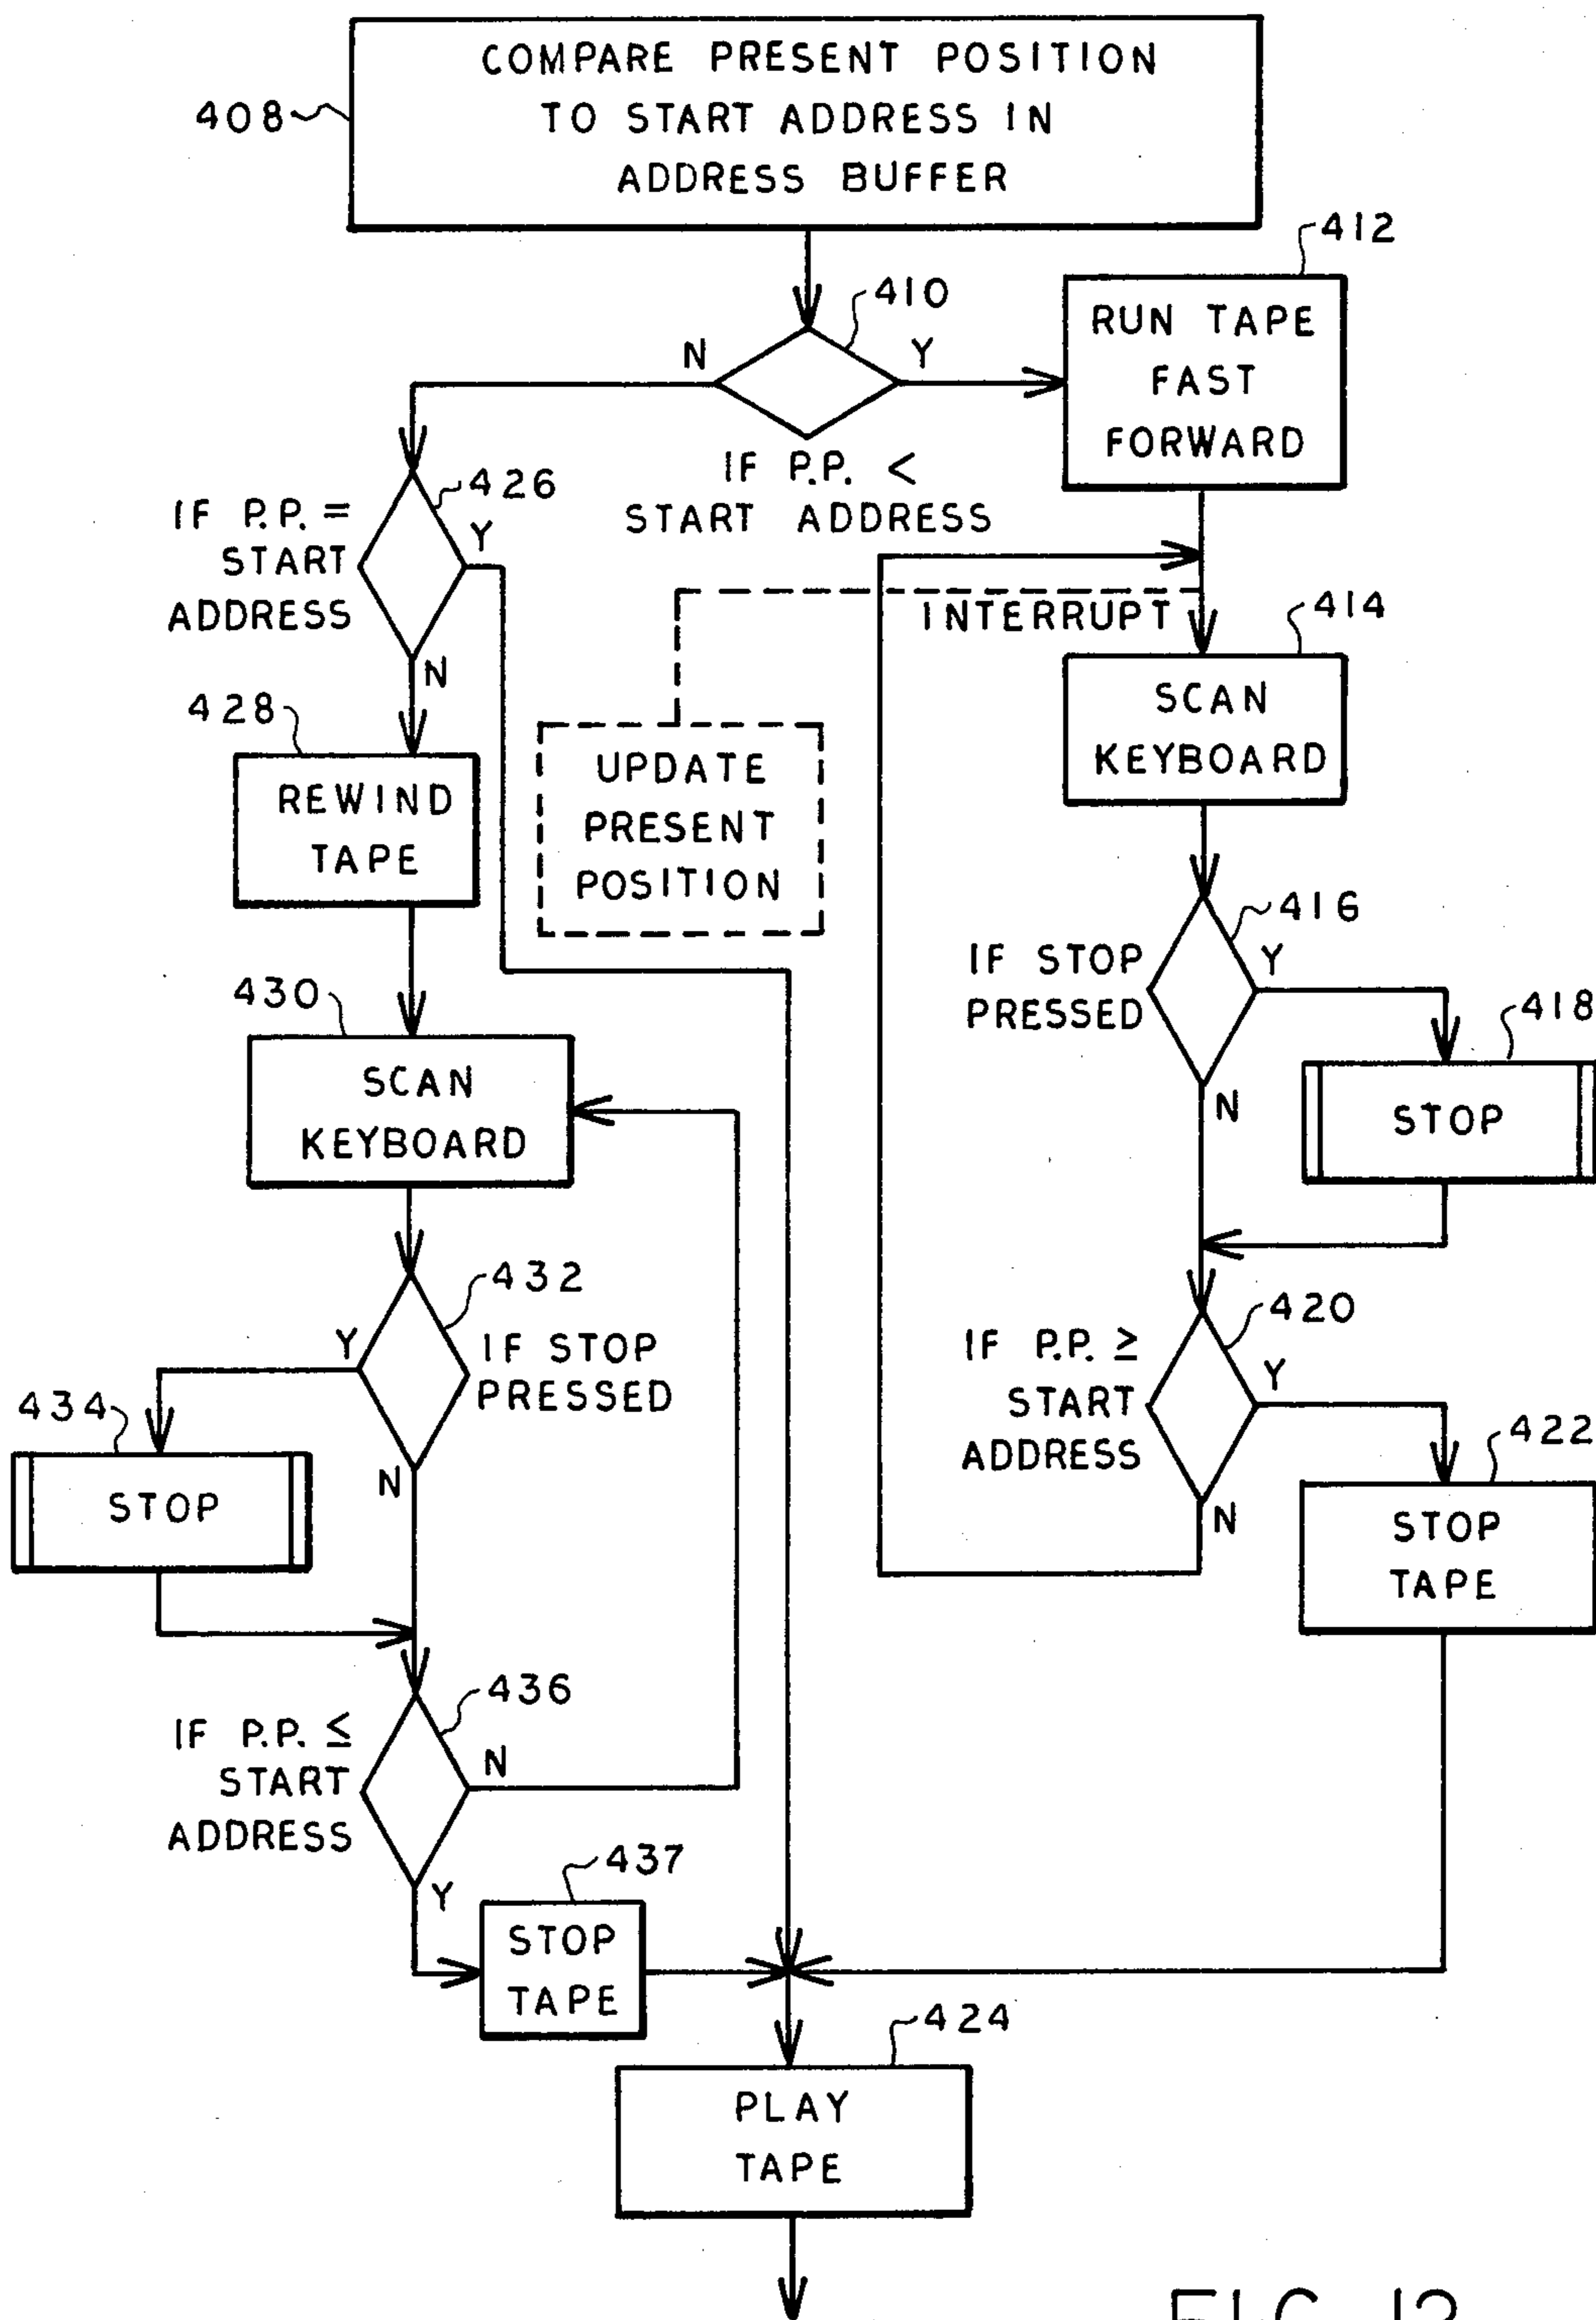 COMPARE PRESENT POSITION
TO START ADDRESS IN
ADDRESS BUFFER
408
410
N
Y
IF P.P. <
START ADDRESS
412
RUN TAPE
FAST
FORWARD
426
IF P.P. =
START
ADDRESS
Y
N
INTERRUPT
414
SCAN
KEYBOARD
428
REWIND
TAPE
UPDATE
PRESENT
POSITION
416
IF STOP
PRESSED
Y
N
418
STOP
430
SCAN
KEYBOARD
432
Y
IF STOP
PRESSED
N
434
STOP
420
IF P.P. ≥
START
ADDRESS
Y
N
422
STOP
TAPE
436
IF P.P. ≤
START
ADDRESS
N
Y
437
STOP
TAPE
424
PLAY
TAPE